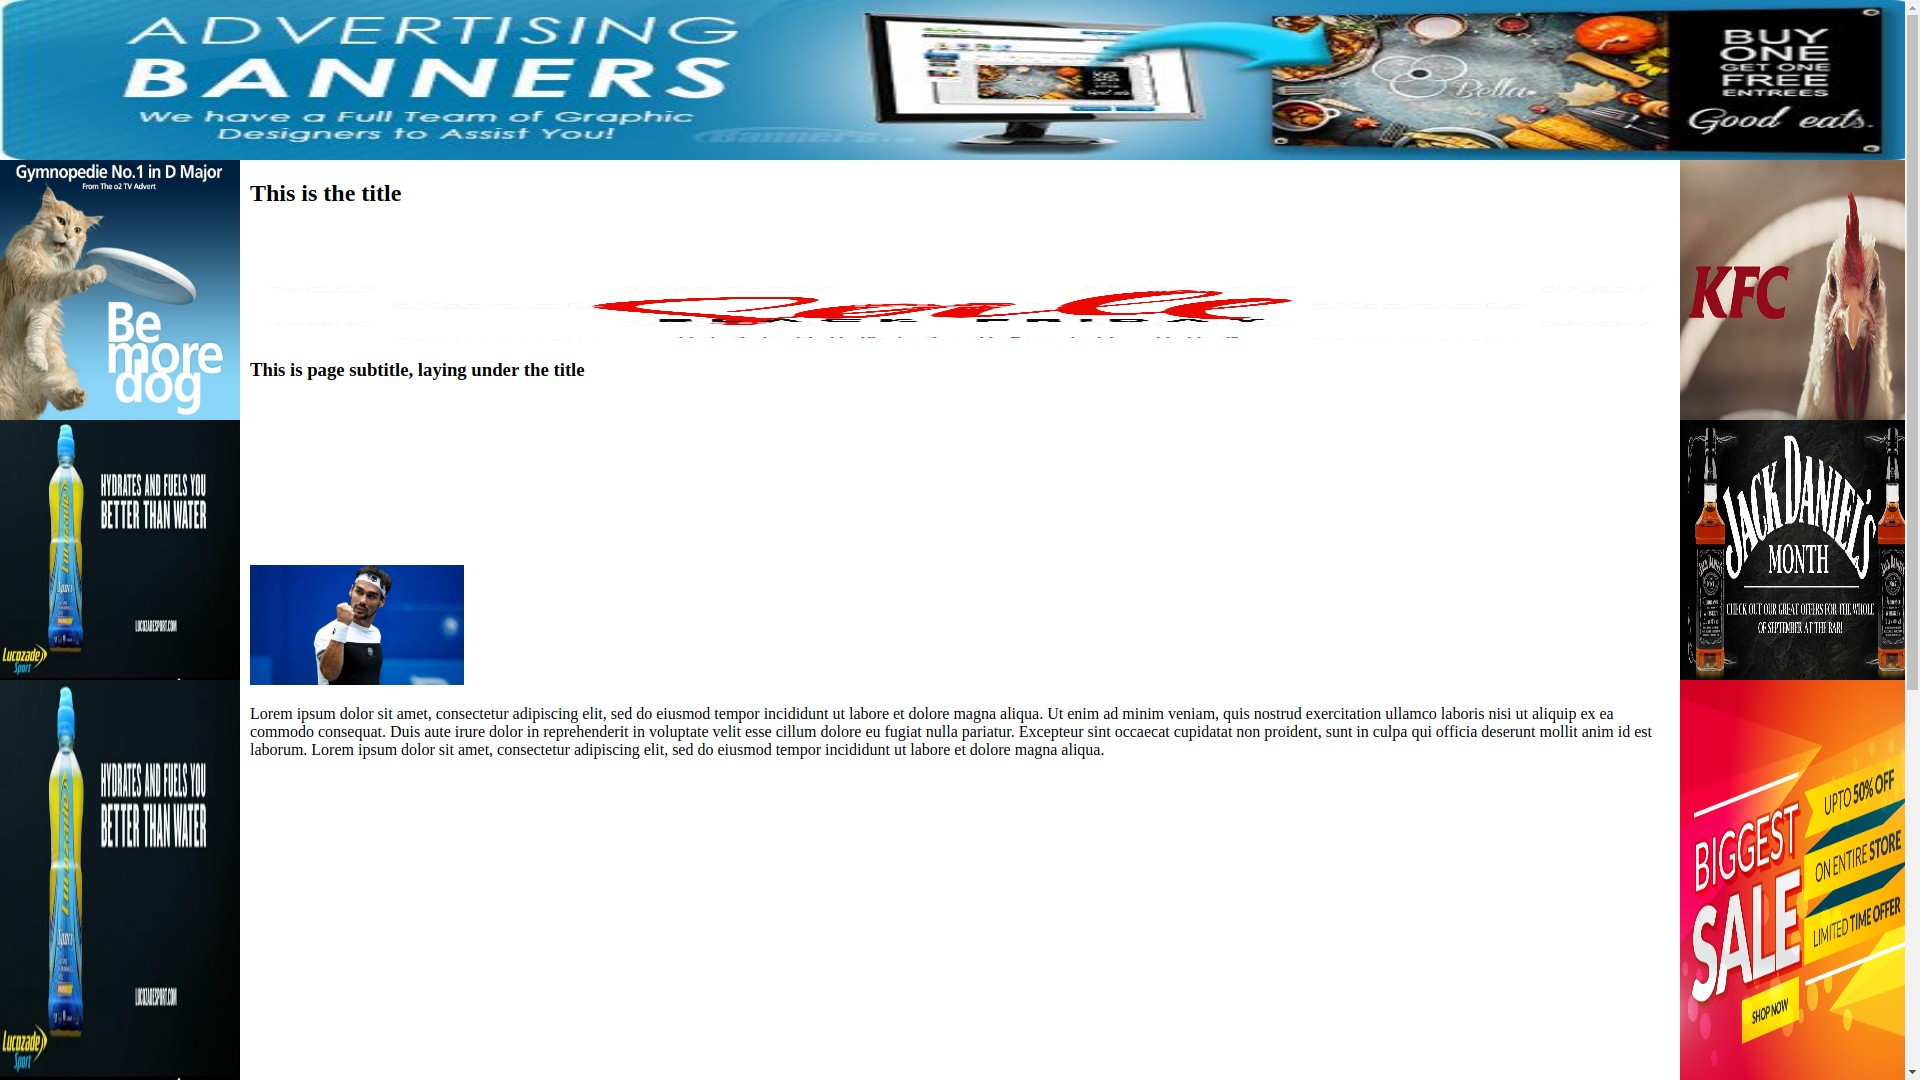 ADVERTISING
BANNERS
We have a Full Team of Graphic
Designers to Assist You!
Bella
BUY
ONE
GET ONE
FREE
ENTREES
Good eats.
Gymnopedie No.1 in D Major
From The o2 TV Advert
Be
more
dog
This is the title
BLACK FRIDAY
This is page subtitle, laying under the title
KFC
HYDRATES AND FUELS YOU
BETTER THAN WATER
Sport
LUCOZADESPORT.COM
Lucozade
Sport
JACK DANIEL'S
MONTH
CHECK OUT OUR GREAT OFFERS FOR THE WHOLE
OF SEPTEMBER AT THE BAR!
Lorem ipsum dolor sit amet, consectetur adipiscing elit, sed do eiusmod tempor incididunt ut labore et dolore magna aliqua. Ut enim ad minim veniam, quis nostrud exercitation ullamco laboris nisi ut aliquip ex ea
commodo consequat. Duis aute irure dolor in reprehenderit in voluptate velit esse cillum dolore eu fugiat nulla pariatur. Excepteur sint occaecat cupidatat non proident, sunt in culpa qui officia deserunt mollit anim id est
laborum. Lorem ipsum dolor sit amet, consectetur adipiscing elit, sed do eiusmod tempor incididunt ut labore et dolore magna aliqua.
HYDRATES AND FUELS YOU
BETTER THAN WATER
Sport
LUCOZADESPORT.COM
Lucozade
Sport
UPTO 50% OFF
ON ENTIRE STORE
LIMITED TIME OFFER
BIGGEST
SALE
SHOP NOW